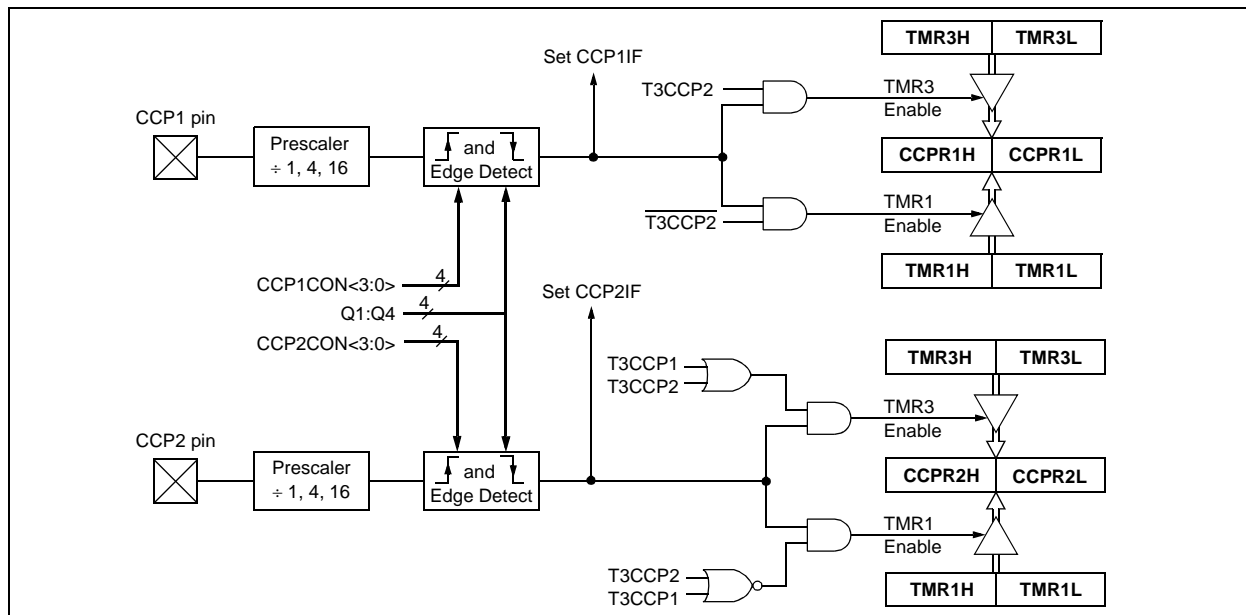 TMR3H TMR3L
Set CCP1IF
T3CCP2
TMR3
Enable
CCP1 pin
Prescaler
÷ 1, 4, 16
and
Edge Detect
CCPR1H CCPR1L
T3CCP2
TMR1
Enable
TMR1H TMR1L
CCP1CON<3:0> 4
Q1:Q4 4
CCP2CON<3:0> 4
Set CCP2IF
TMR3H TMR3L
T3CCP1
T3CCP2
TMR3
Enable
CCP2 pin
Prescaler
÷ 1, 4, 16
and
Edge Detect
CCPR2H CCPR2L
TMR1
Enable
T3CCP2
T3CCP1
TMR1H TMR1L